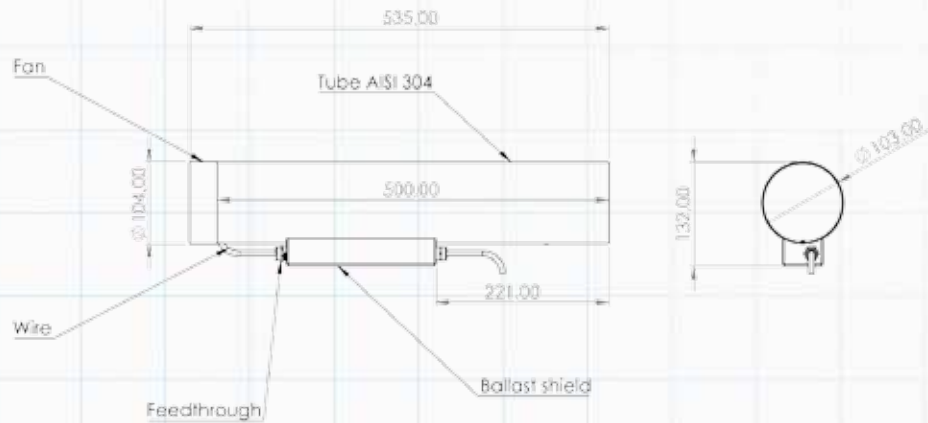 535,00
Fan
Tube AISI 304
Ø 103,00
500,00
Ø 104,00
132,00
221,00
Wire
Ballast shield
Feedthrough